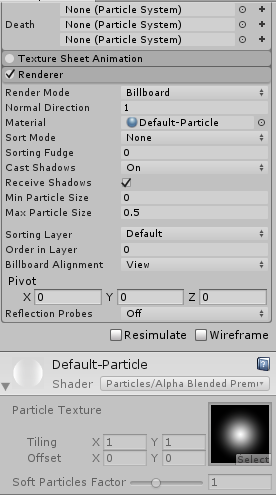 None (Particle System)
Death None (Particle System)
None (Particle System)
Texture Sheet Animation
Renderer
Render Mode Billboard
Normal Direction 1
Material Default-Particle
Sort Mode None
Sorting Fudge 0
Cast Shadows On
Receive Shadows
Min Particle Size 0
Max Particle Size 0.5
Sorting Layer Default
Order in Layer 0
Billboard Alignment View
Pivot
X 0 Y 0 Z 0
Reflection Probes Off
Resimulate Wireframe
Default-Particle
Shader Particles/Alpha Blended Premu
Particle Texture
Tiling X 1 Y 1
Offset X 0 Y 0
Select
Soft Particles Factor 1